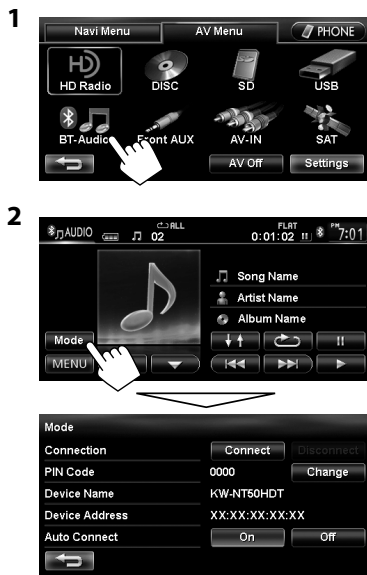 1
Navi Menu AV Menu PHONE
HD Radio DISC SD USB
BT-Audio Front AUX AV-IN SAT
AV Off Settings
2
AUDIO ALL 02 FLAT 0:01:02 PM 7:01
Song Name
Artist Name
Album Name
Mode
MENU
Mode
Connection Connect Disconnect
PIN Code 0000 Change
Device Name KW-NT50HDT
Device Address XX:XX:XX:XX:XX
Auto Connect On Off